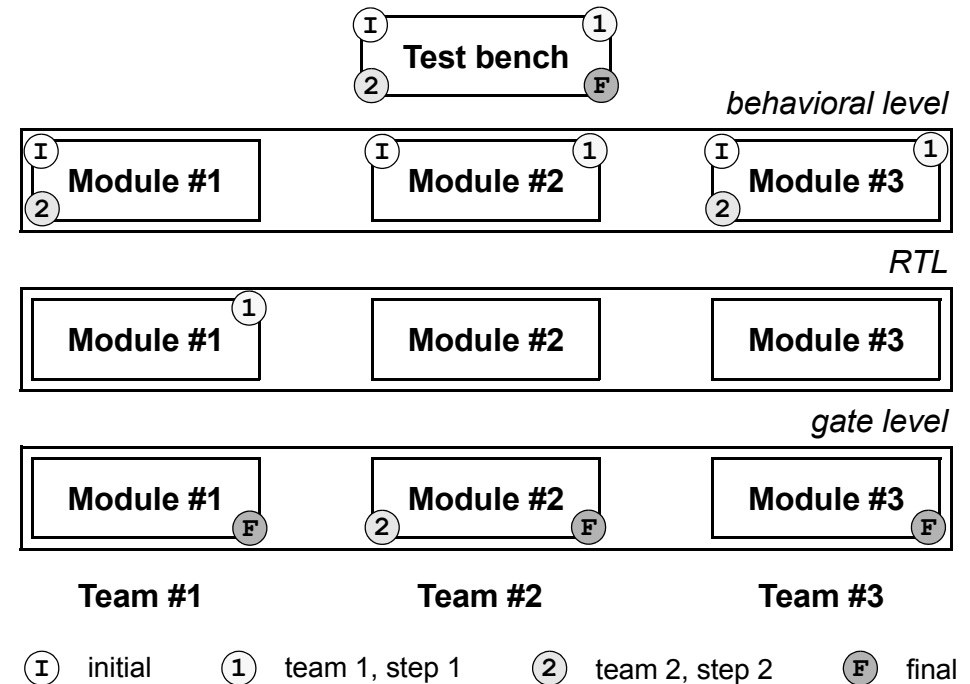 I 1
Test bench
2 F
behavioral level
I I 1 I 1
Module #1 Module #2 Module #3
2 2
RTL
1
Module #1 Module #2 Module #3
gate level
Module #1 Module #2 Module #3
F 2 F F
Team #1 Team #2 Team #3
I initial 1 team 1, step 1 2 team 2, step 2 F final